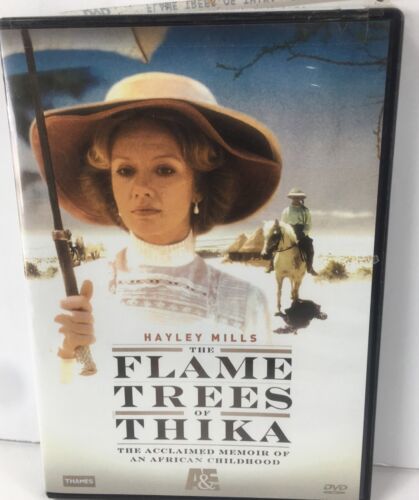 HAYLEY MILLS
THE
FLAME
TREES
OF
THIKA
THE ACCLAIMED MEMOIR OF
AN AFRICAN CHILDHOOD
THAMES
A&E
DVD